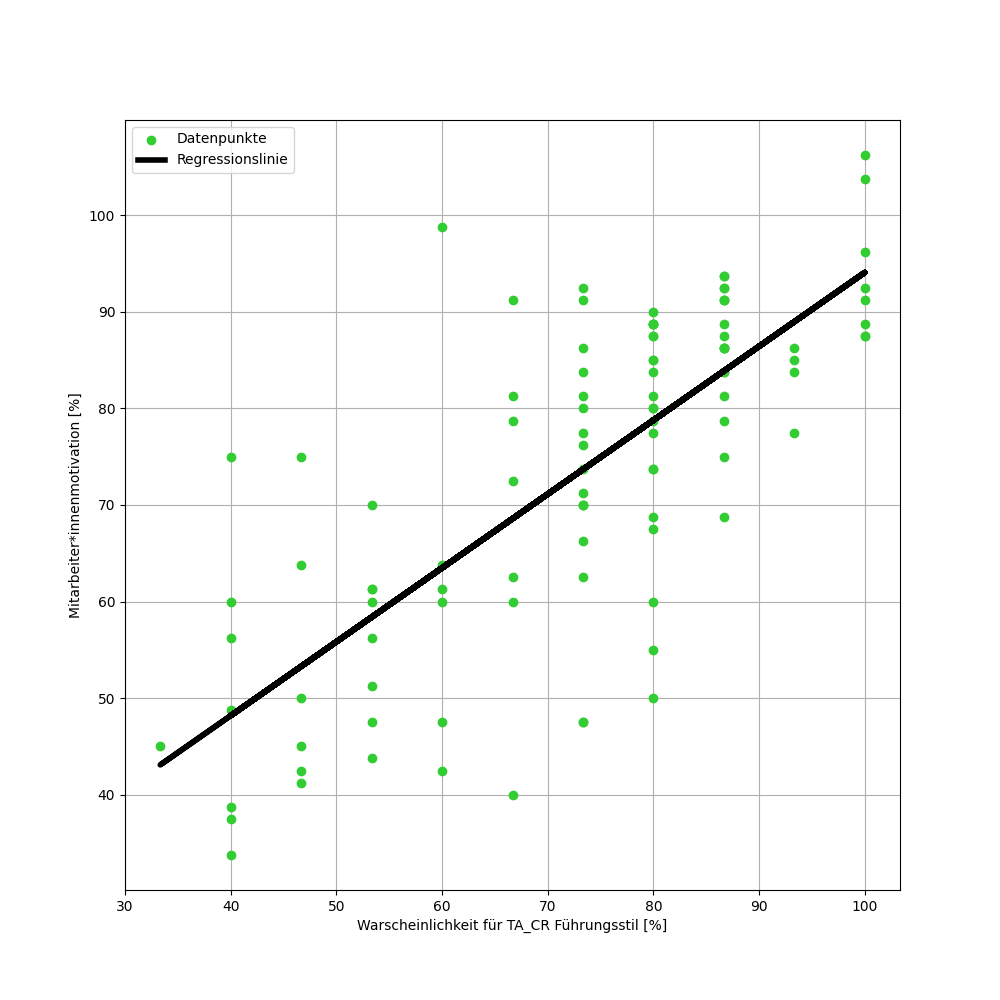 Datenpunkte
Regressionslinie
100
90
80
70
60
50
40
Mitarbeiter*innenmotivation [%]
30 40 50 60 70 80 90 100
Warscheinlichkeit für TA_CR Führungsstil [%]